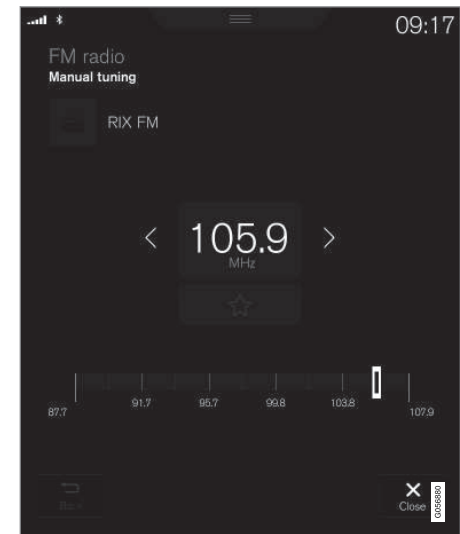 09:17
FM radio
Manual tuning
RIX FM
105.9
MHz
87.7 91.7 95.7 99.8 103.8 107.9
Back
Close
G056880